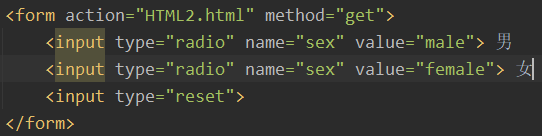 <form action="HTML2.html" method="get">
<input type="radio" name="sex" value="male"> 男
<input type="radio" name="sex" value="female"> 女
<input type="reset">
</form>